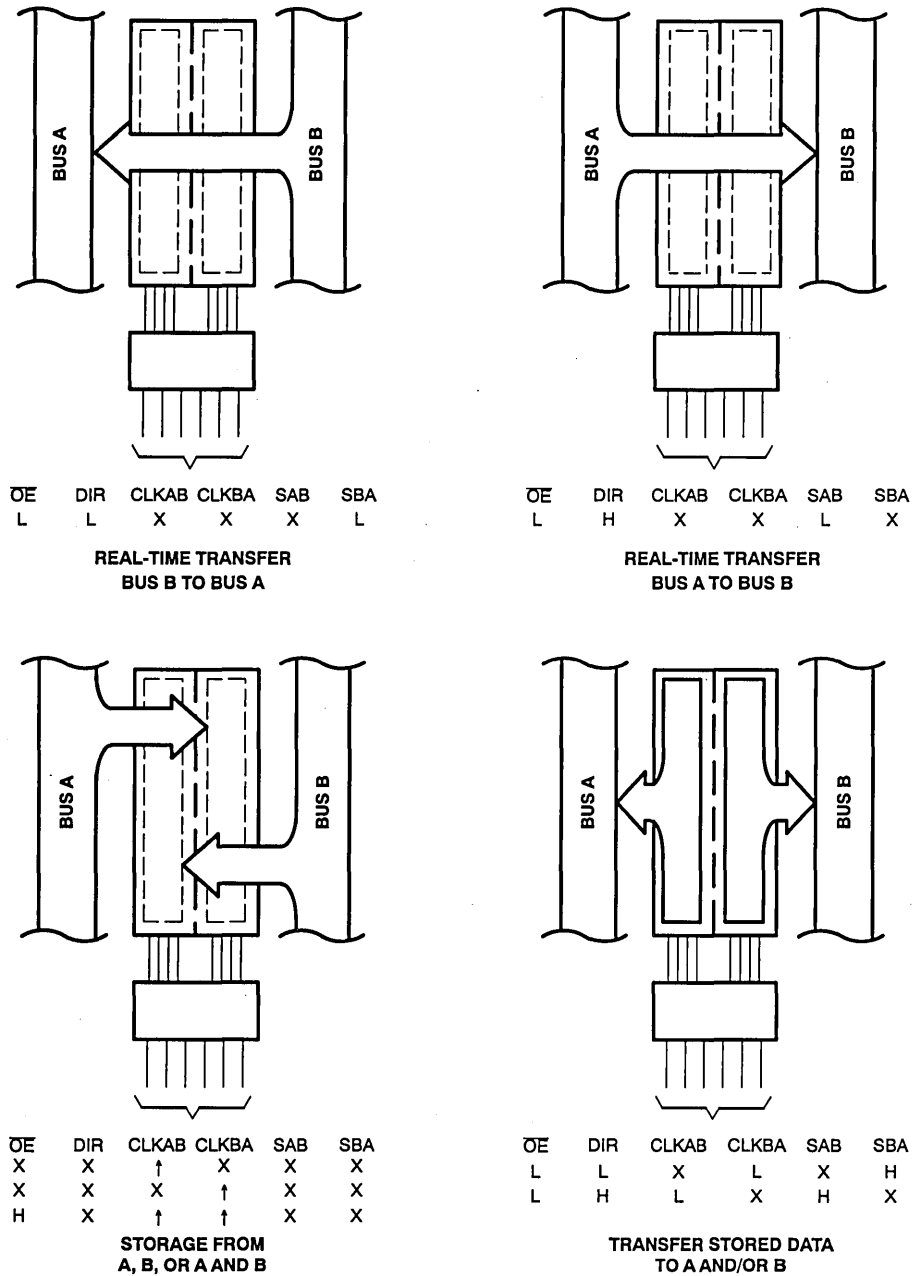 BUS A
BUS B
OE DIR CLKAB CLKBA SAB SBA
L L X X X L
REAL-TIME TRANSFER
BUS B TO BUS A
BUS A
BUS B
OE DIR CLKAB CLKBA SAB SBA
L H X X L X
REAL-TIME TRANSFER
BUS A TO BUS B
BUS A
BUS B
OE DIR CLKAB CLKBA SAB SBA
X X ↑ X X X
X X X ↑ X X
H X ↑ ↑ X X
STORAGE FROM
A, B, OR A AND B
BUS A
BUS B
OE DIR CLKAB CLKBA SAB SBA
L L X L X H
L H L X H X
TRANSFER STORED DATA
TO A AND/OR B